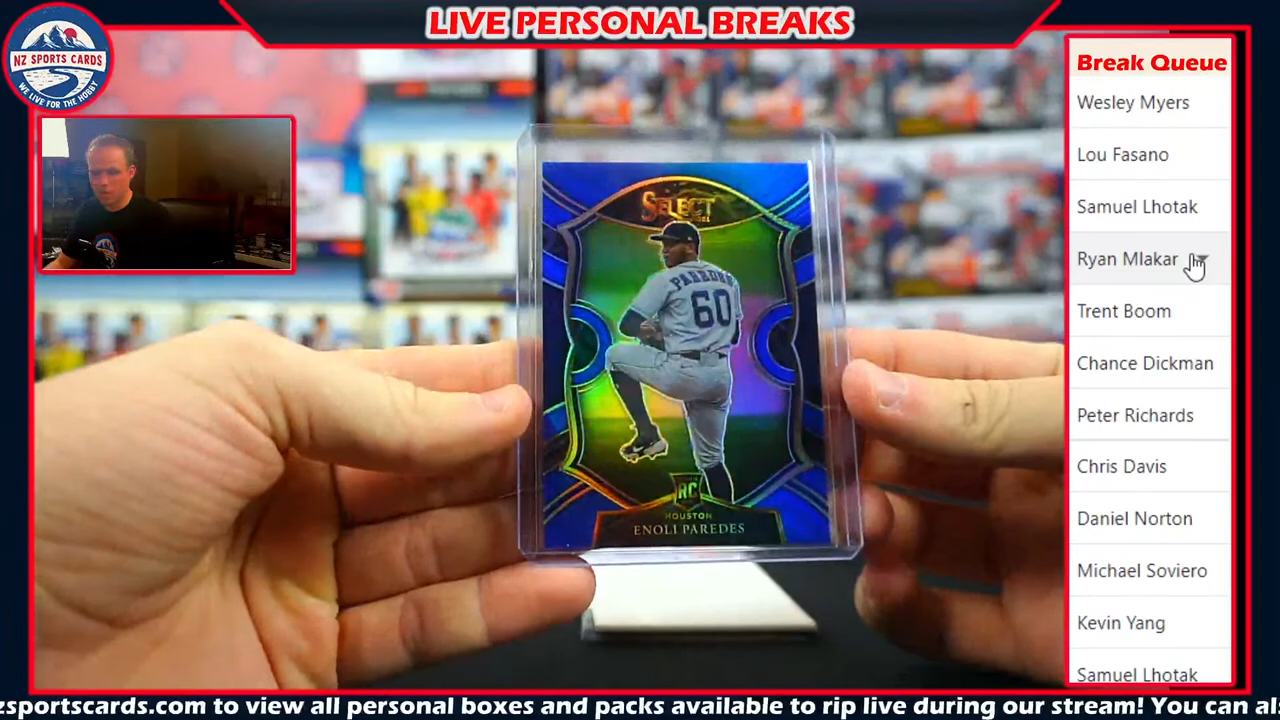 LIVE PERSONAL BREAKS
NZ SPORTS CARDS
WE LIVE FOR THE HOBBY
Break Queue
Wesley Myers
Lou Fasano
Samuel Lhotak
Ryan Mlakar
Trent Boom
Chance Dickman
Peter Richards
Chris Davis
Daniel Norton
Michael Soviero
Kevin Yang
Samuel Lhotak
SELECT
PAREDES
60
RC
HOUSTON
ENOLI PAREDES
zsportscards.com to view all personal boxes and packs available to rip live during our stream! You can al